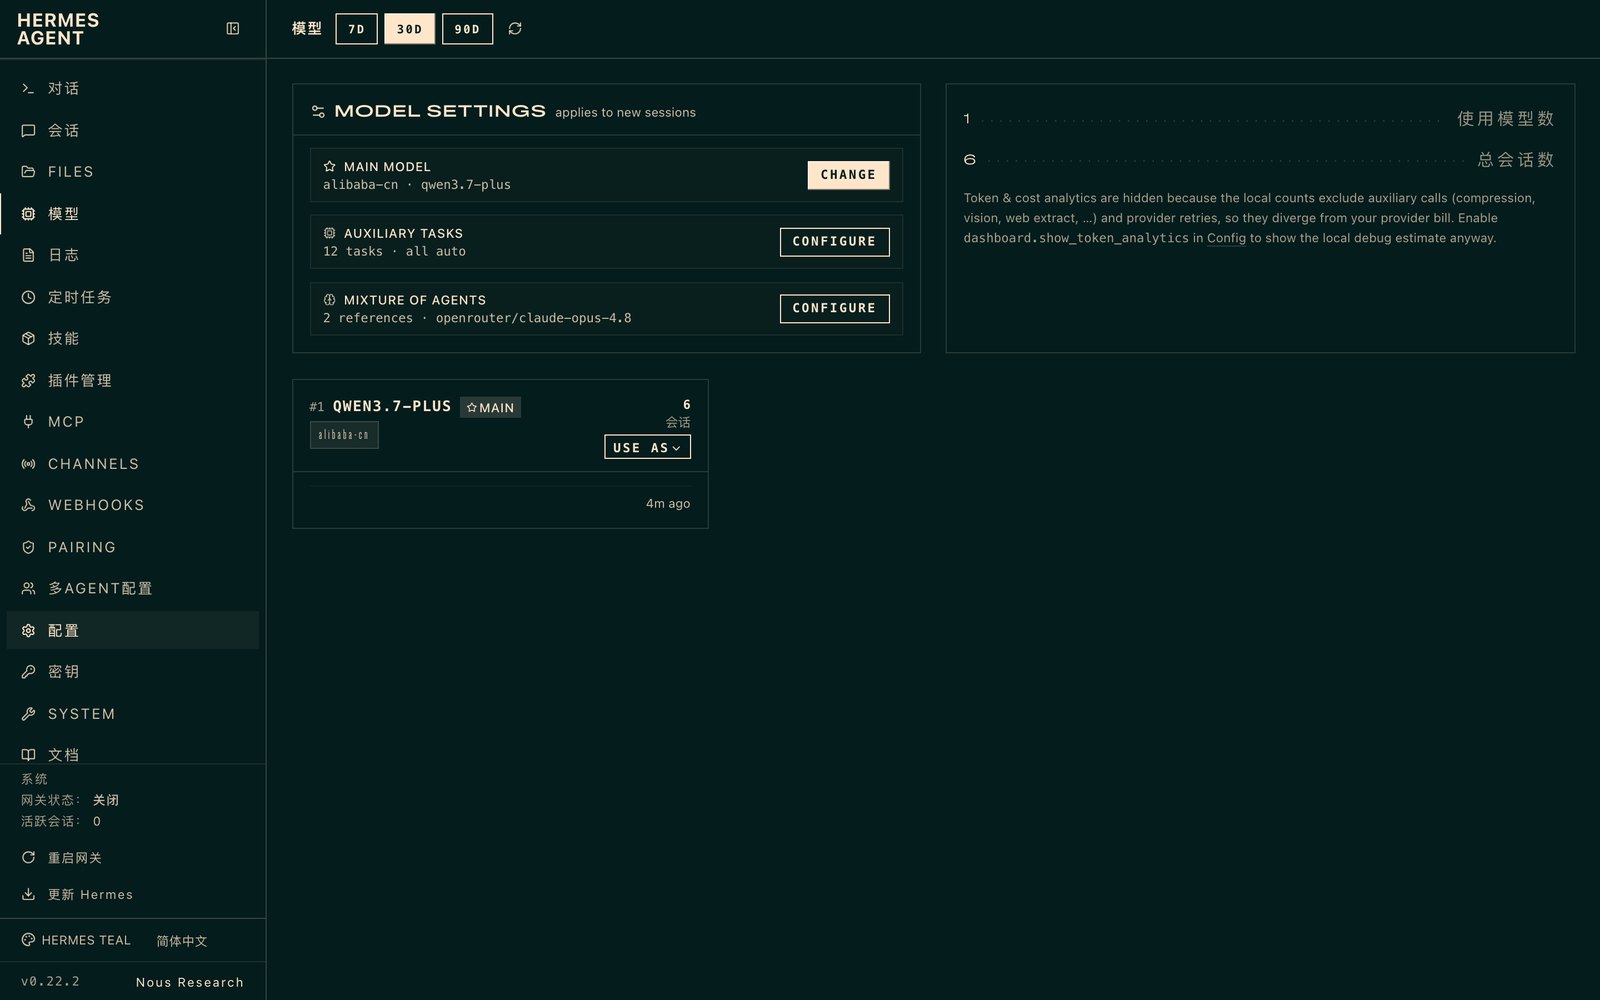 HERMES
AGENT
对话
会话
FILES
模型
日志
定时任务
技能
插件管理
MCP
CHANNELS
WEBHOOKS
PAIRING
多AGENT配置
配置
密钥
SYSTEM
文档
系统
网关状态: 关闭
活跃会话: 0
重启网关
更新 Hermes
HERMES TEAL 简体中文
v0.22.2 Nous Research
模型 7D 30D 90D
MODEL SETTINGS applies to new sessions
MAIN MODEL
alibaba-cn · qwen3.7-plus
CHANGE
AUXILIARY TASKS
12 tasks · all auto
CONFIGURE
MIXTURE OF AGENTS
2 references · openrouter/claude-opus-4.8
CONFIGURE
1 使用模型数
6 总会话数
Token & cost analytics are hidden because the local counts exclude auxiliary calls (compression,
vision, web extract, …) and provider retries, so they diverge from your provider bill. Enable
dashboard.show_token_analytics in Config to show the local debug estimate anyway.
#1 QWEN3.7-PLUS MAIN
alibaba-cn
6
会话
USE AS
4m ago